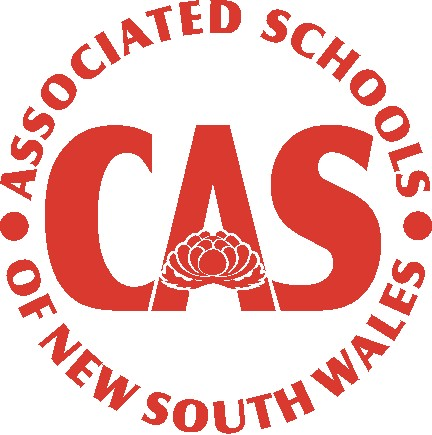 ASSOCIATED SCHOOLS
CAS
OF NEW SOUTH WALES